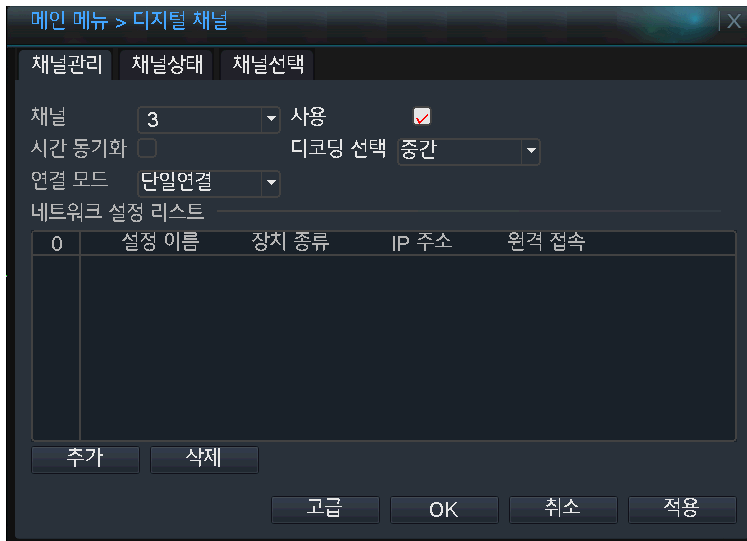 메인 메뉴 > 디지털 채널 X
채널관리 채널상태 채널선택
채널 3 사용
시간 동기화 디코딩 선택 중간
연결 모드 단일연결
네트워크 설정 리스트
0 설정 이름 장치 종류 IP 주소 원격 접속
추가 삭제
고급 OK 취소 적용